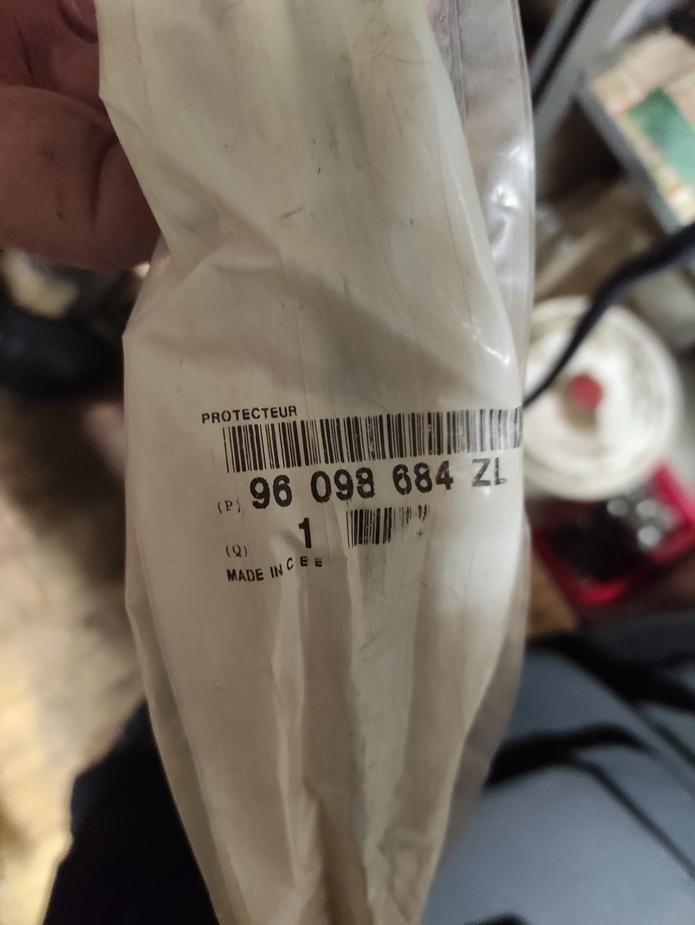 PROTECTEUR
(P) 96 098 684 ZL
(Q) 1
MADE IN C E E